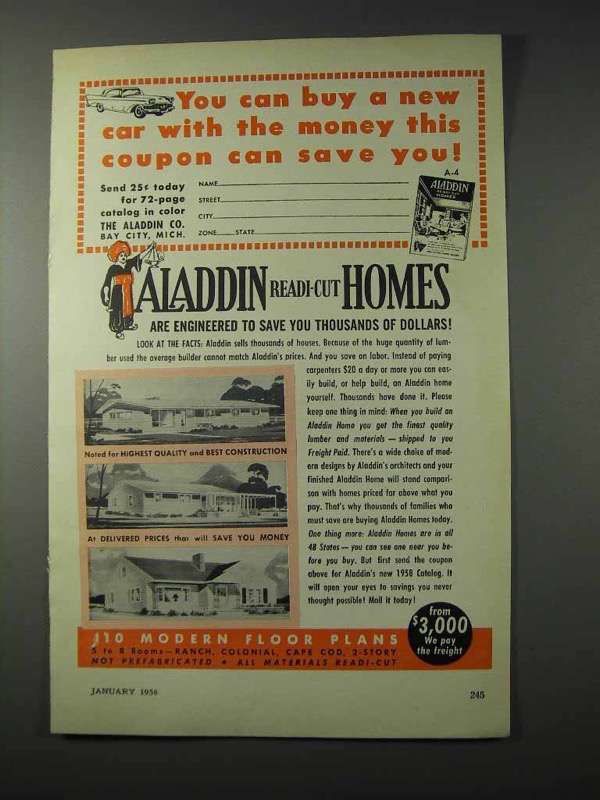 You can buy a new
car with the money this
coupon can save you!
Send 25¢ today
for 72-page
catalog in color
THE ALADDIN CO.
BAY CITY, MICH.
NAME
STREET
CITY
ZONE STATE
A-4
ALADDIN
READI-CUT
HOMES
ALADDIN READI-CUT HOMES
ARE ENGINEERED TO SAVE YOU THOUSANDS OF DOLLARS!
LOOK AT THE FACTS: Aladdin sells thousands of houses. Because of the huge quantity of lum-
ber used the average builder cannot match Aladdin's prices. And you save on labor. Instead of paying
carpenters $20 a day or more you can eas-
ily build, or help build, an Aladdin home
yourself. Thousands have done it. Please
keep one thing in mind: When you build an
Aladdin Home you get the finest quality
lumber and materials — shipped to you
Freight Paid. There's a wide choice of mod-
ern designs by Aladdin's architects and your
finished Aladdin Home will stand compari-
son with homes priced far above what you
pay. That's why thousands of families who
must save are buying Aladdin Homes today.
One thing more: Aladdin Homes are in all
48 States — you can see one near you be-
fore you buy. But first send the coupon
above for Aladdin's new 1958 Catalog. It
will open your eyes to savings you never
thought possible! Mail it today!
Noted for HIGHEST QUALITY and BEST CONSTRUCTION
At DELIVERED PRICES that will SAVE YOU MONEY
110 MODERN FLOOR PLANS
5 to 8 Rooms—RANCH, COLONIAL, CAPE COD, 2-STORY
NOT PREFABRICATED • ALL MATERIALS READI-CUT
from
$3,000
We pay
the freight
JANUARY 1958
245